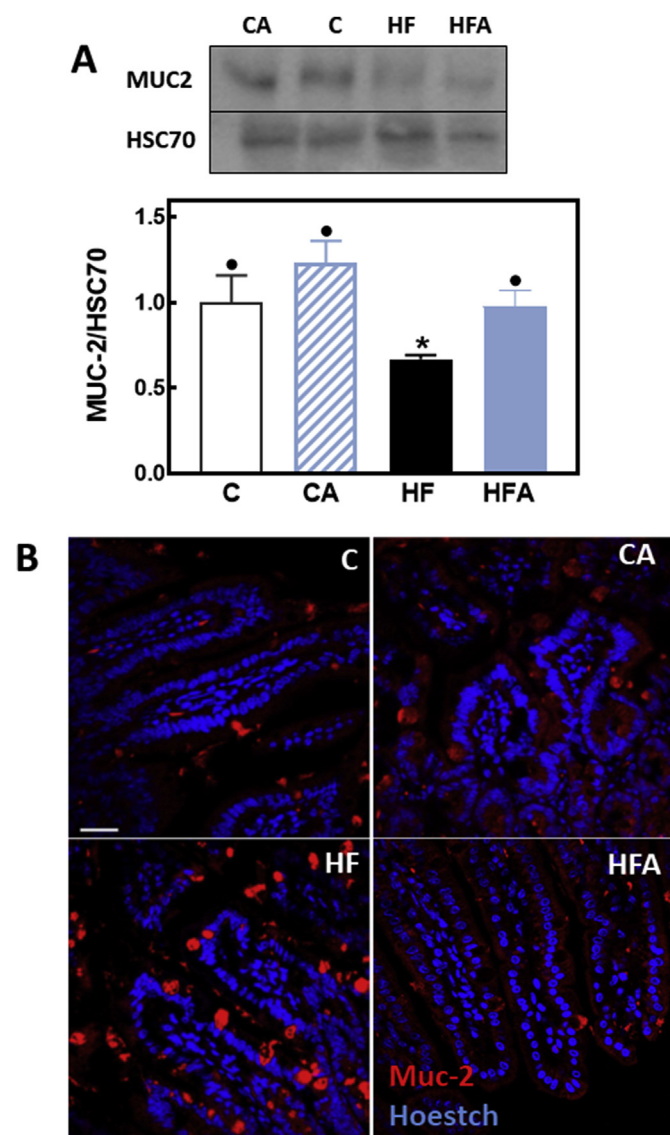 A
CA C HF HFA
MUC2
HSC70
MUC-2/HSC70
1.5
1.0
0.5
0.0
*
C CA HF HFA
B
C
CA
HF
HFA
Muc-2
Hoestch